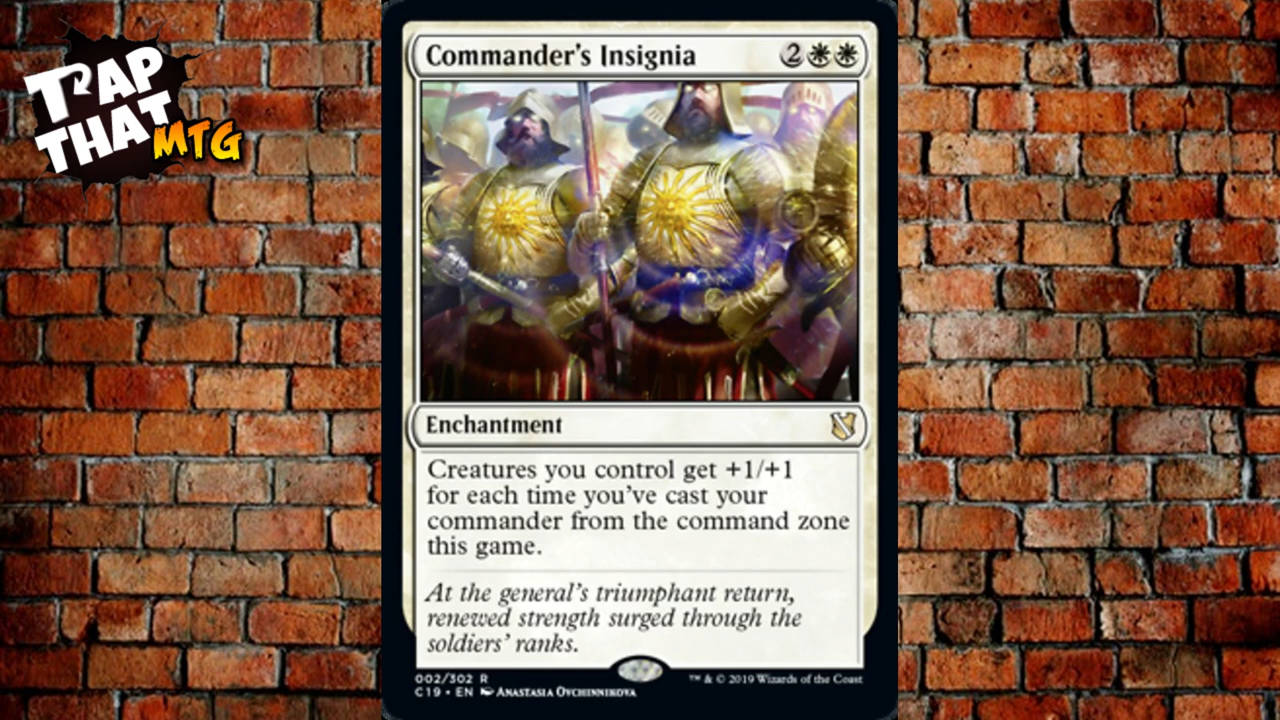 TRAP
THAT
MTG
Commander's Insignia 2
Enchantment
Creatures you control get +1/+1
for each time you've cast your
commander from the command zone
this game.
At the general's triumphant return,
renewed strength surged through the
soldiers' ranks.
002/302 R
™ & © 2019 Wizards of the Coast
C19 • EN Anastasia Ovchinnikova